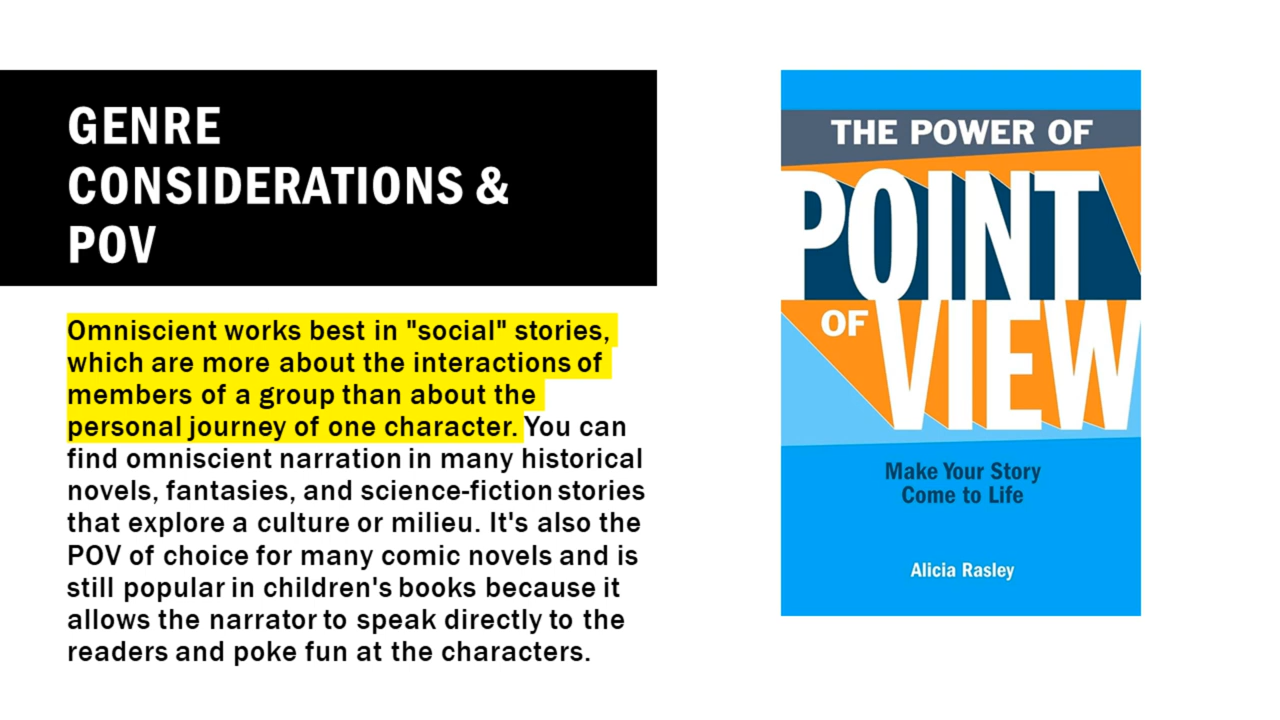 GENRE
CONSIDERATIONS &
POV
Omniscient works best in "social" stories,
which are more about the interactions of
members of a group than about the
personal journey of one character. You can
find omniscient narration in many historical
novels, fantasies, and science-fiction stories
that explore a culture or milieu. It's also the
POV of choice for many comic novels and is
still popular in children's books because it
allows the narrator to speak directly to the
readers and poke fun at the characters.
THE POWER OF
POINT
OF VIEW
Make Your Story
Come to Life
Alicia Rasley